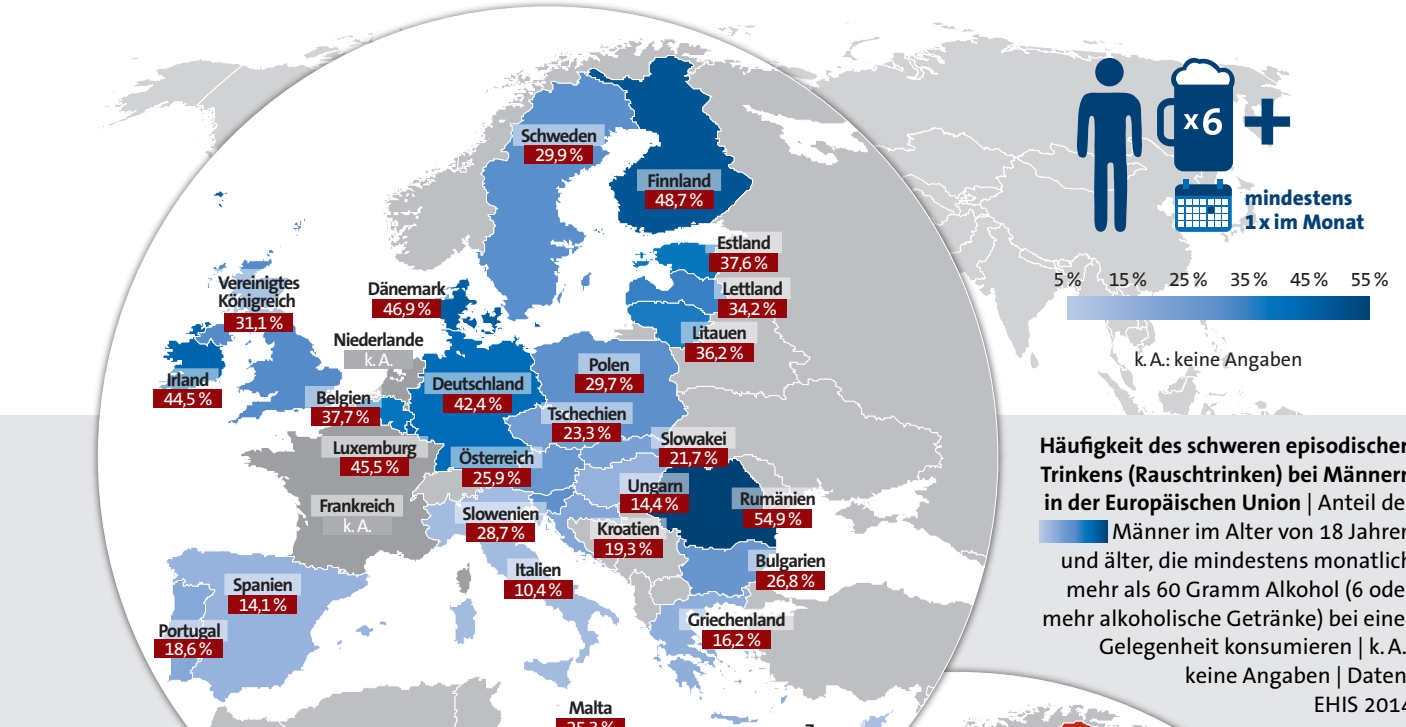 Schweden
29,9 %
Finnland
48,7 %
Estland
37,6 %
Lettland
34,2 %
Litauen
36,2 %
Vereinigtes
Königreich
31,1 %
Dänemark
46,9 %
Niederlande
k. A.
Irland
44,5 %
Belgien
37,7 %
Deutschland
42,4 %
Polen
29,7 %
Tschechien
23,3 %
Luxemburg
45,5 %
Österreich
25,9 %
Slowakei
21,7 %
Frankreich
k. A.
Ungarn
14,4 %
Rumänien
54,9 %
Slowenien
28,7 %
Kroatien
19,3 %
Italien
10,4 %
Bulgarien
26,8 %
Spanien
14,1 %
Portugal
18,6 %
Griechenland
16,2 %
Malta
x6
+
mindestens
1x im Monat
5 % 15 % 25 % 35 % 45 % 55 %
k. A.: keine Angaben
Häufigkeit des schweren episodischen
Trinkens (Rauschtrinken) bei Männern
in der Europäischen Union | Anteil de
Männer im Alter von 18 Jahren
und älter, die mindestens monatlich
mehr als 60 Gramm Alkohol (6 ode
mehr alkoholische Getränke) bei eine
Gelegenheit konsumieren | k. A.
keine Angaben | Daten
EHIS 2014